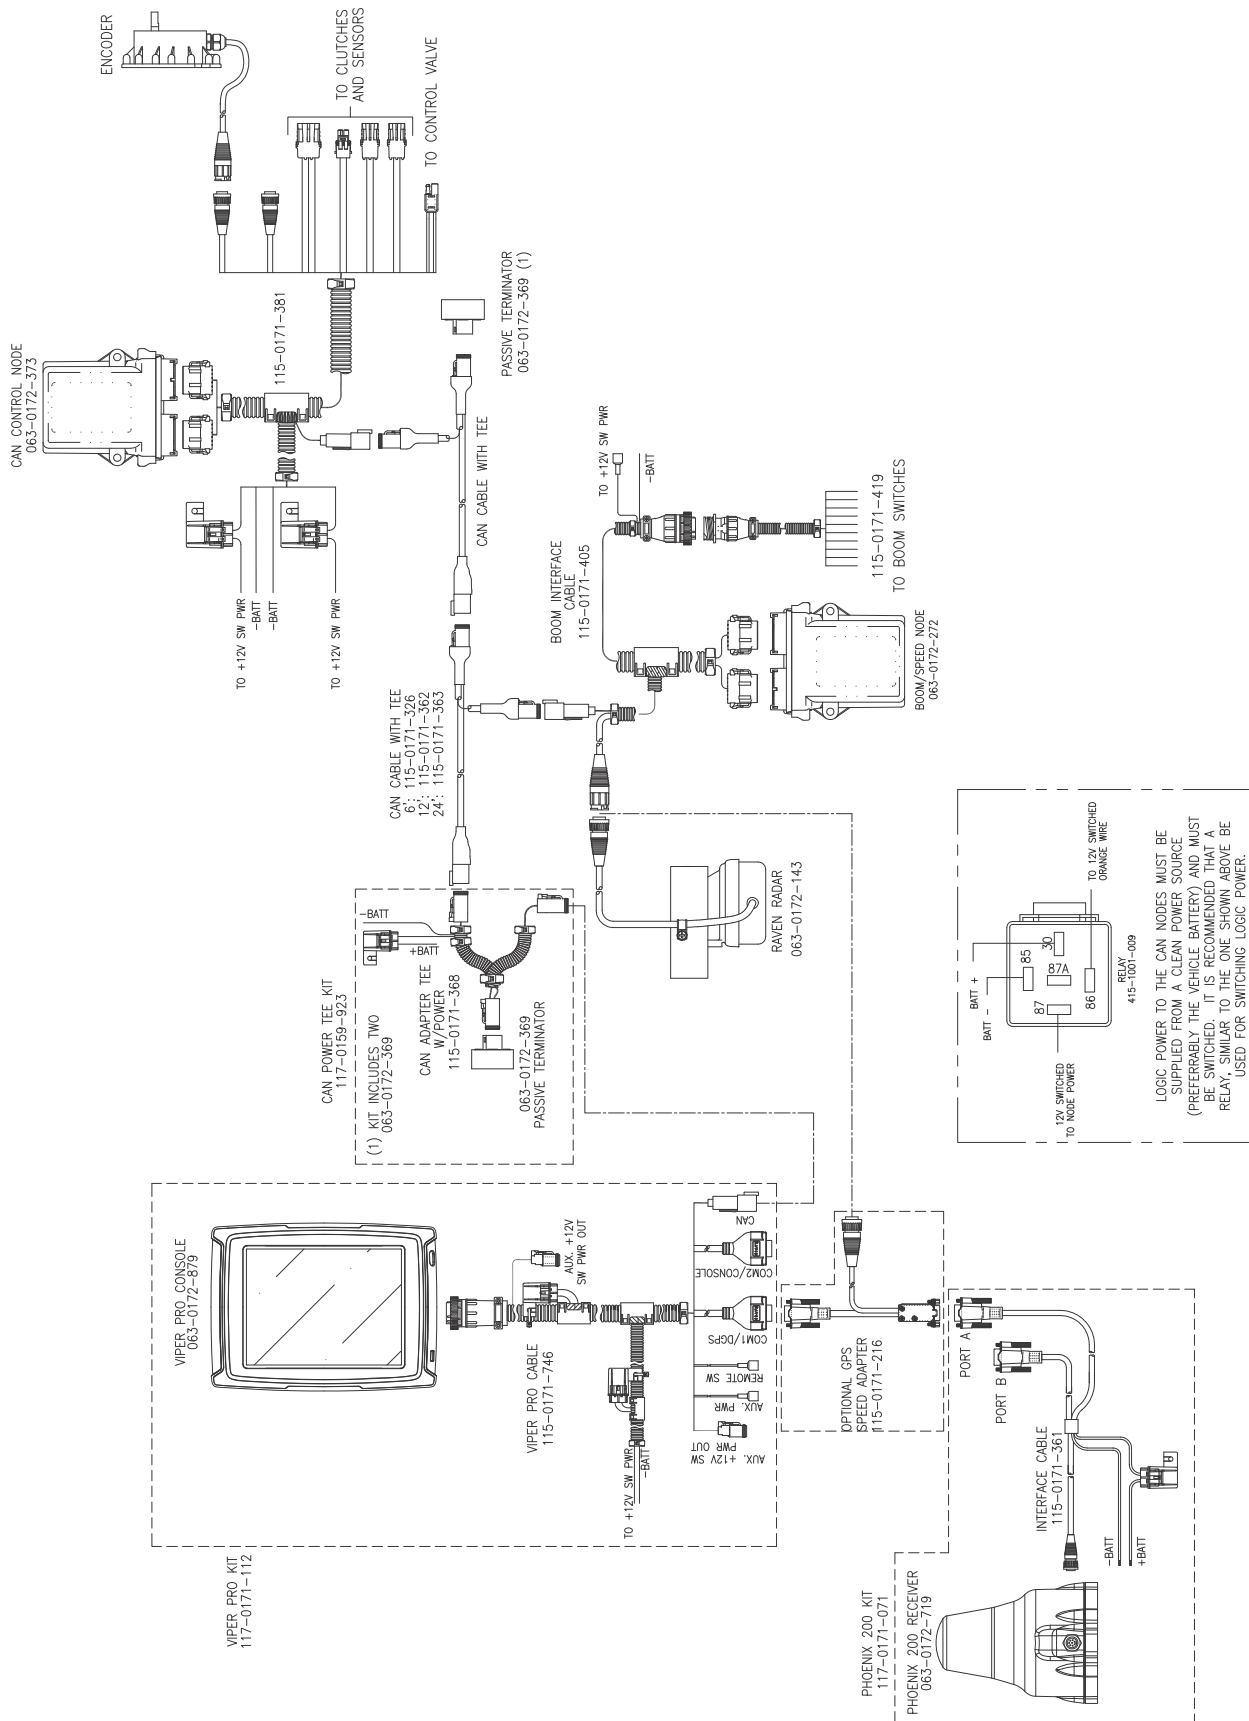 ENCODER
TO CLUTCHES
AND SENSORS
TO CONTROL VALVE
CAN CONTROL NODE
063-0172-373
115-0171-381
PASSIVE TERMINATOR
063-0172-369 (1)
TO +12V SW PWR
-BATT
-BATT
TO +12V SW PWR
CAN CABLE WITH TEE
TO +12V SW PWR
-BATT
115-0171-419
TO BOOM SWITCHES
BOOM INTERFACE
CABLE
115-0171-405
BOOM/SPEED NODE
063-0172-272
CAN CABLE WITH TEE
6': 115-0171-326
12': 115-0171-362
24': 115-0171-363
RAVEN RADAR
063-0172-143
CAN POWER TEE KIT
117-0159-923
(1) KIT INCLUDES TWO
063-0172-369
-BATT
+BATT
CAN ADAPTER TEE
W/POWER
115-0171-368
063-0172-369
PASSIVE TERMINATOR
BATT +
BATT -
85
30
87A
87
86
TO 12V SWITCHED
ORANGE WIRE
12V SWITCHED
TO NODE POWER
RELAY
415-1001-009
LOGIC POWER TO THE CAN NODES MUST BE
SUPPLIED FROM A CLEAN POWER SOURCE
(PREFERRABLY THE VEHICLE BATTERY) AND MUST
BE SWITCHED. IT IS RECOMMENDED THAT A
RELAY, SIMILAR TO THE ONE SHOWN ABOVE BE
USED FOR SWITCHING LOGIC POWER.
VIPER PRO KIT
117-0171-112
VIPER PRO CONSOLE
063-0172-879
VIPER PRO CABLE
115-0171-746
AUX. +12V
SW PWR OUT
TO +12V SW PWR
-BATT
CAN
COM2/CONSOLE
COM1/DGPS
REMOTE SW
AUX. PWR
AUX. +12V SW
PWR OUT
OPTIONAL GPS
SPEED ADAPTER
115-0171-216
PORT A
PORT B
INTERFACE CABLE
115-0171-361
-BATT
+BATT
PHOENIX 200 KIT
117-0171-071
PHOENIX 200 RECEIVER
063-0172-719